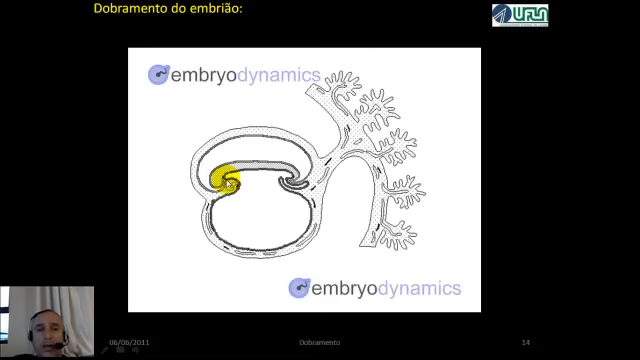 Dobramento do embrião:
UFLA
embryodynamics
embryodynamics
06/06/2011
Dobramento
14